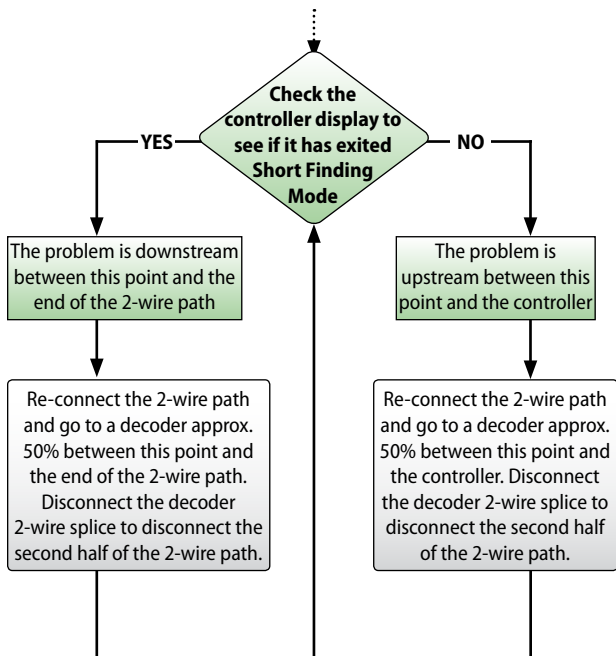 Check the
controller display to
see if it has exited
Short Finding
Mode
YES
NO
The problem is downstream
between this point and the
end of the 2-wire path
The problem is
upstream between this
point and the controller
Re-connect the 2-wire path
and go to a decoder approx.
50% between this point and
the end of the 2-wire path.
Disconnect the decoder
2-wire splice to disconnect the
second half of the 2-wire path.
Re-connect the 2-wire path
and go to a decoder approx.
50% between this point and
the controller. Disconnect
the decoder 2-wire splice to
disconnect the second half
of the 2-wire path.